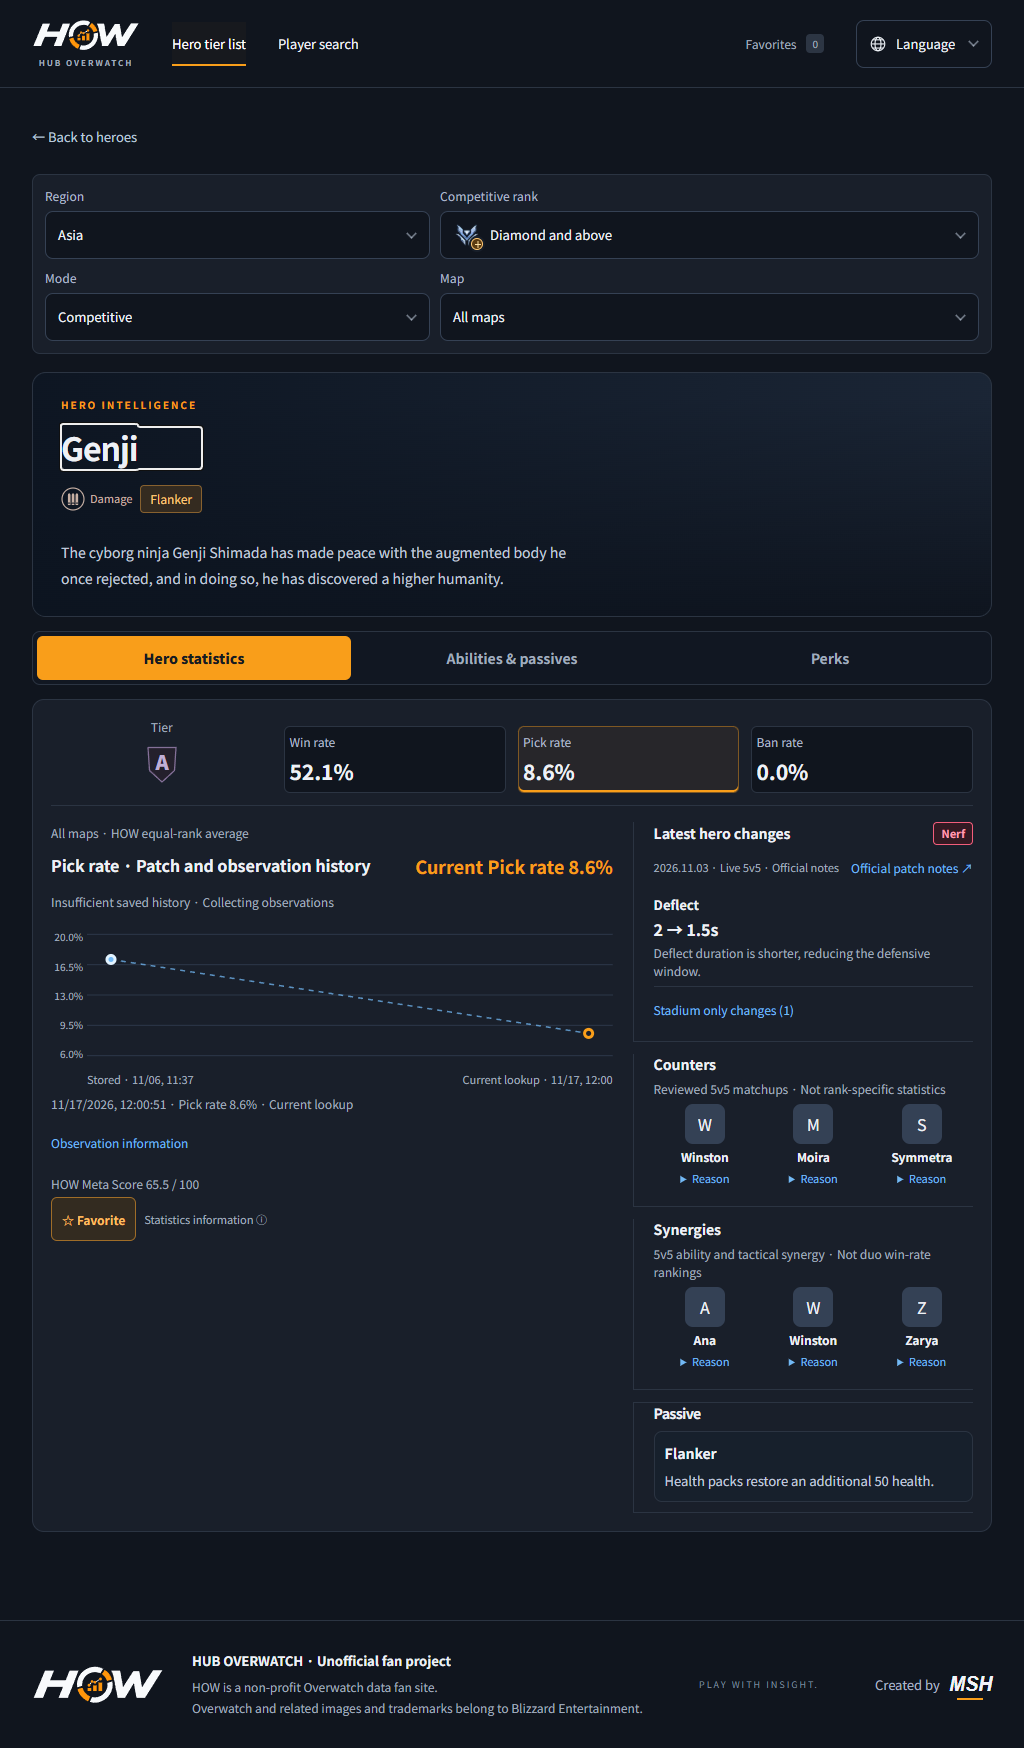 HOW
HUB OVERWATCH
Hero tier list
Player search
Favorites 0
Language
← Back to heroes
Region
Competitive rank
Asia
Diamond and above
Mode
Map
Competitive
All maps
HERO INTELLIGENCE
Genji
Damage
Flanker
The cyborg ninja Genji Shimada has made peace with the augmented body he
once rejected, and in doing so, he has discovered a higher humanity.
Hero statistics
Abilities & passives
Perks
Tier
A
Win rate
52.1%
Pick rate
8.6%
Ban rate
0.0%
All maps · HOW equal-rank average
Pick rate · Patch and observation history
Current Pick rate 8.6%
Insufficient saved history · Collecting observations
20.0%
16.5%
13.0%
9.5%
6.0%
Stored · 11/06, 11:37
Current lookup · 11/17, 12:00
11/17/2026, 12:00:51 · Pick rate 8.6% · Current lookup
Observation information
HOW Meta Score 65.5 / 100
☆ Favorite
Statistics information ⓘ
Latest hero changes
Nerf
2026.11.03 · Live 5v5 · Official notes
Official patch notes ↗
Deflect
2 → 1.5s
Deflect duration is shorter, reducing the defensive
window.
Stadium only changes (1)
Counters
Reviewed 5v5 matchups · Not rank-specific statistics
W
M
S
Winston
Moira
Symmetra
▶ Reason
▶ Reason
▶ Reason
Synergies
5v5 ability and tactical synergy · Not duo win-rate
rankings
A
W
Z
Ana
Winston
Zarya
▶ Reason
▶ Reason
▶ Reason
Passive
Flanker
Health packs restore an additional 50 health.
HOW
HUB OVERWATCH · Unofficial fan project
HOW is a non-profit Overwatch data fan site.
Overwatch and related images and trademarks belong to Blizzard Entertainment.
PLAY WITH INSIGHT.
Created by MSH